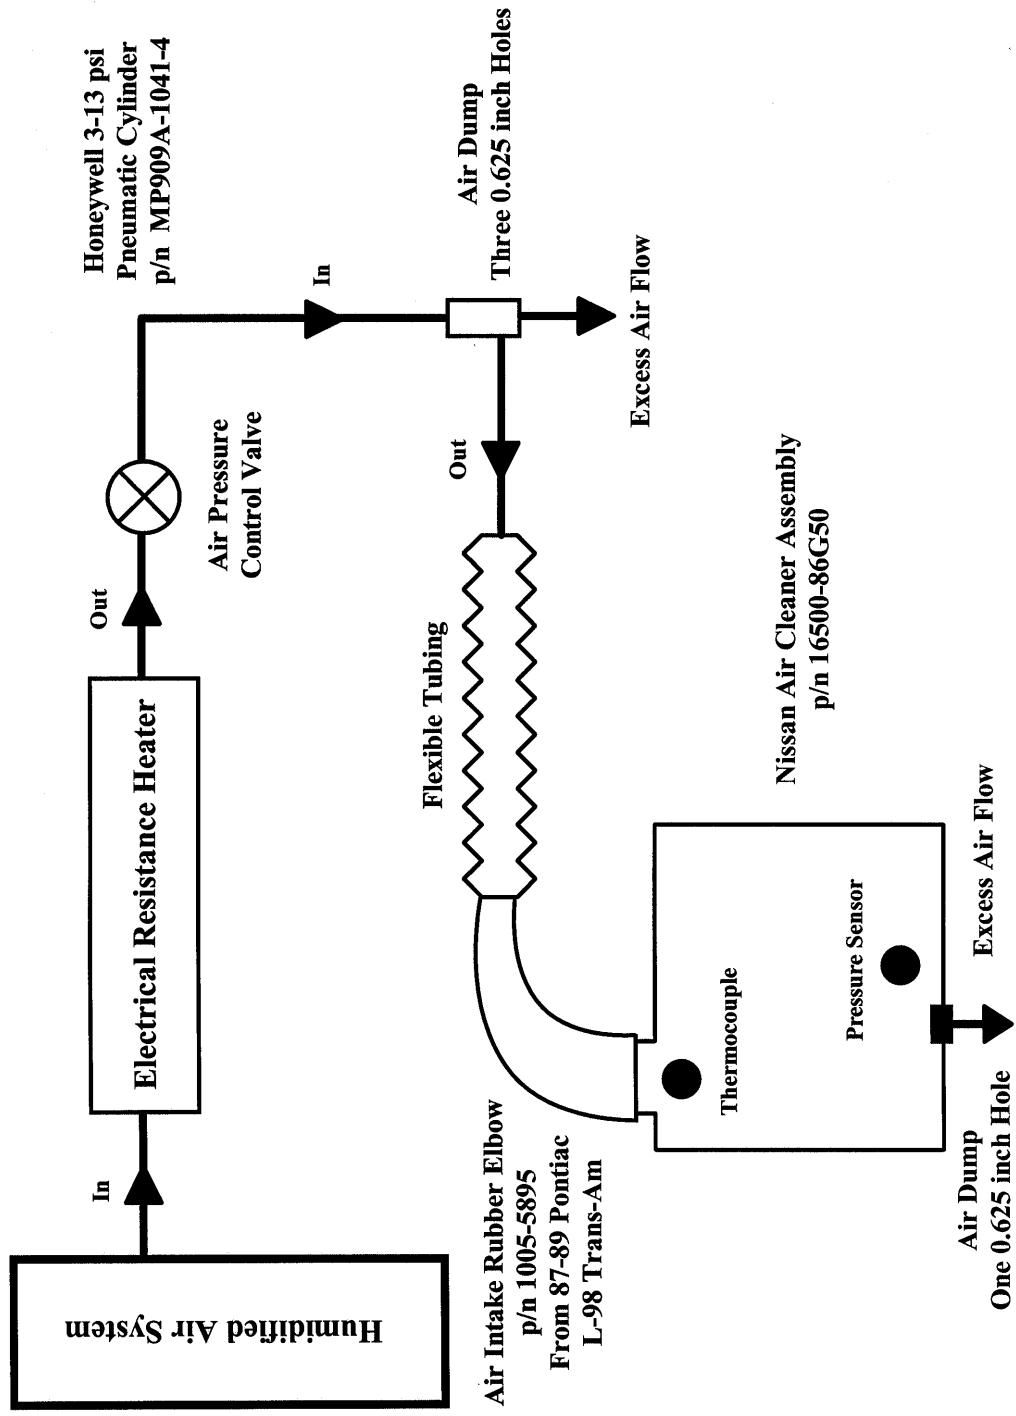 Humidified Air System
In
Electrical Resistance Heater
Out
Air Pressure
Control Valve
Honeywell 3-13 psi
Pneumatic Cylinder
p/n MP909A-1041-4
In
Air Dump
Three 0.625 inch Holes
Excess Air Flow
Out
Flexible Tubing
Air Intake Rubber Elbow
p/n 1005-5895
From 87-89 Pontiac
L-98 Trans-Am
Thermocouple
Pressure Sensor
Nissan Air Cleaner Assembly
p/n 16500-86G50
Air Dump
One 0.625 inch Hole
Excess Air Flow